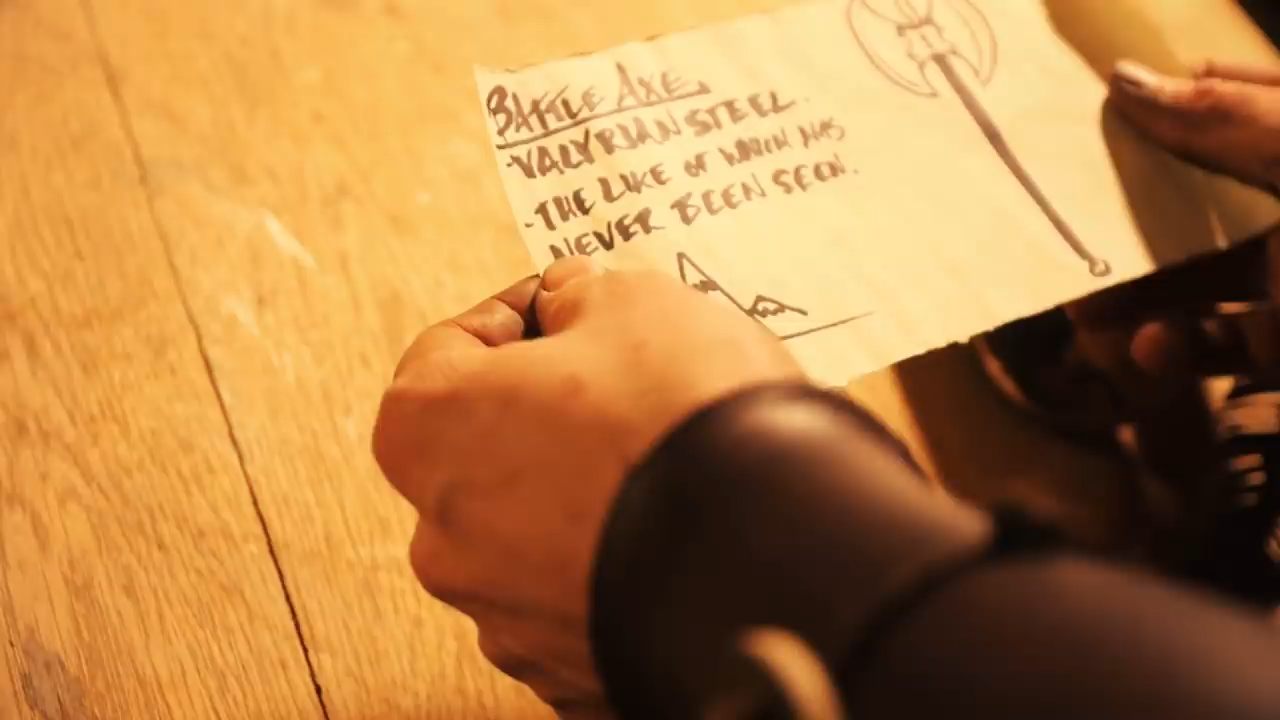 BATTLE AXE
-VALYRIAN STEEL.
-THE LIKE OF WHICH HAS
NEVER BEEN SEEN.